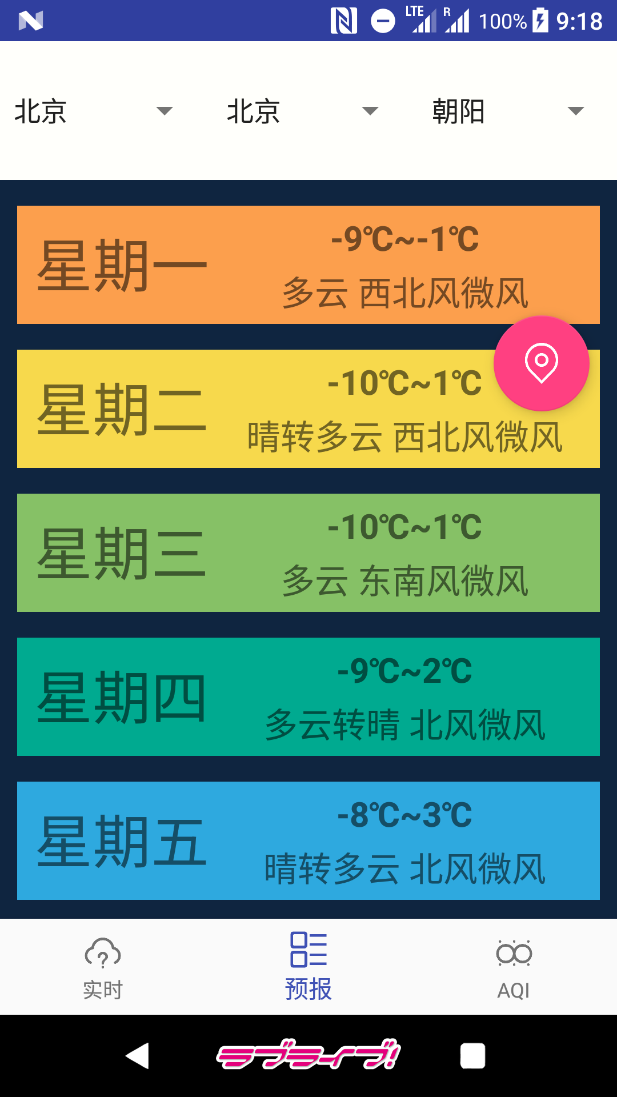 LTE R 100% 9:18
北京 北京 朝阳
星期一
-9℃~-1℃
多云 西北风微风
星期二
-10℃~1℃
晴转多云 西北风微风
星期三
-10℃~1℃
多云 东南风微风
星期四
-9℃~2℃
多云转晴 北风微风
星期五
-8℃~3℃
晴转多云 北风微风
实时 预报 AQI
ラブライブ!